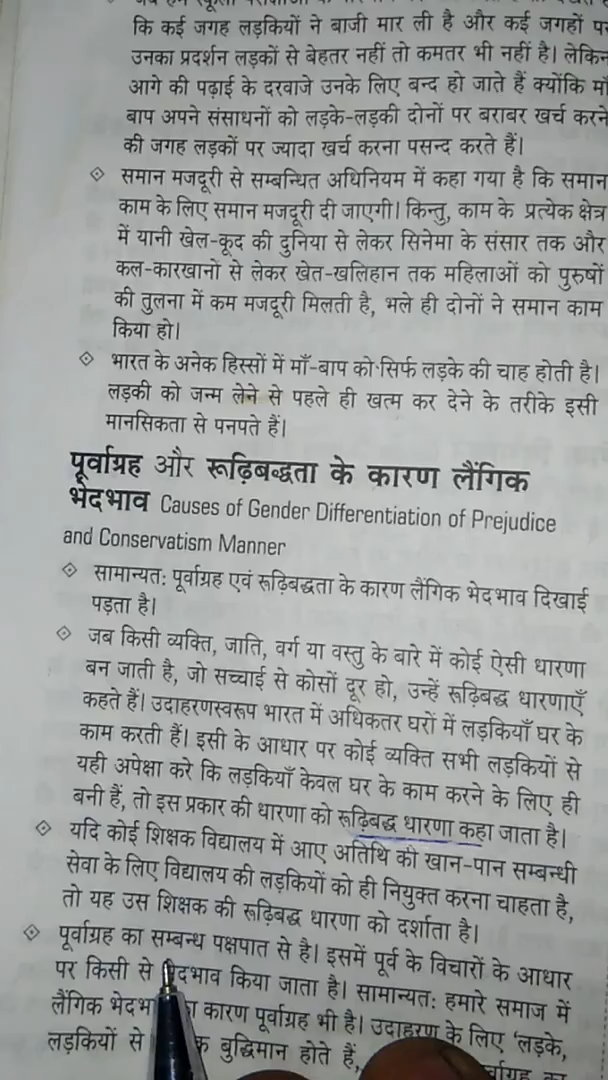 कि कई जगह लड़कियों ने बाजी मार ली है और कई जगहों पर
उनका प्रदर्शन लड़कों से बेहतर नहीं तो कमतर भी नहीं है। लेकिन
आगे की पढ़ाई के दरवाजे उनके लिए बन्द हो जाते हैं क्योंकि माँ
बाप अपने संसाधनों को लड़के-लड़की दोनों पर बराबर खर्च करने
की जगह लड़कों पर ज्यादा खर्च करना पसन्द करते हैं।
समान मजदूरी से सम्बन्धित अधिनियम में कहा गया है कि समान
काम के लिए समान मजदूरी दी जाएगी। किन्तु, काम के प्रत्येक क्षेत्र
में यानी खेल-कूद की दुनिया से लेकर सिनेमा के संसार तक और
कल-कारखानों से लेकर खेत-खलिहान तक महिलाओं को पुरुषों
की तुलना में कम मजदूरी मिलती है, भले ही दोनों ने समान काम
किया हो।
भारत के अनेक हिस्सों में माँ-बाप को सिर्फ लड़के की चाह होती है।
लड़की को जन्म लेने से पहले ही खत्म कर देने के तरीके इसी
मानसिकता से पनपते हैं।
पूर्वाग्रह और रूढ़िबद्धता के कारण लैंगिक
भेदभाव Causes of Gender Differentiation of Prejudice
and Conservatism Manner
सामान्यत: पूर्वाग्रह एवं रूढ़िबद्धता के कारण लैंगिक भेदभाव दिखाई
पड़ता है।
जब किसी व्यक्ति, जाति, वर्ग या वस्तु के बारे में कोई ऐसी धारणा
बन जाती है, जो सच्चाई से कोसों दूर हो, उन्हें रूढ़िबद्ध धारणाएँ
कहते हैं। उदाहरणस्वरूप भारत में अधिकतर घरों में लड़कियाँ घर के
काम करती हैं। इसी के आधार पर कोई व्यक्ति सभी लड़कियों से
यही अपेक्षा करे कि लड़कियाँ केवल घर के काम करने के लिए ही
बनी हैं, तो इस प्रकार की धारणा को रूढ़िबद्ध धारणा कहा जाता है।
यदि कोई शिक्षक विद्यालय में आए अतिथि की खान-पान सम्बन्धी
सेवा के लिए विद्यालय की लड़कियों को ही नियुक्त करना चाहता है,
तो यह उस शिक्षक की रूढ़िबद्ध धारणा को दर्शाता है।
पूर्वाग्रह का सम्बन्ध पक्षपात से है। इसमें पूर्व के विचारों के आधार
पर किसी से भेदभाव किया जाता है। सामान्यत: हमारे समाज में
लैंगिक कारण पूर्वाग्रह भी है। उदाहरण के लिए 'लड़के,
लड़कियों से बुद्धिमान होते हैं,